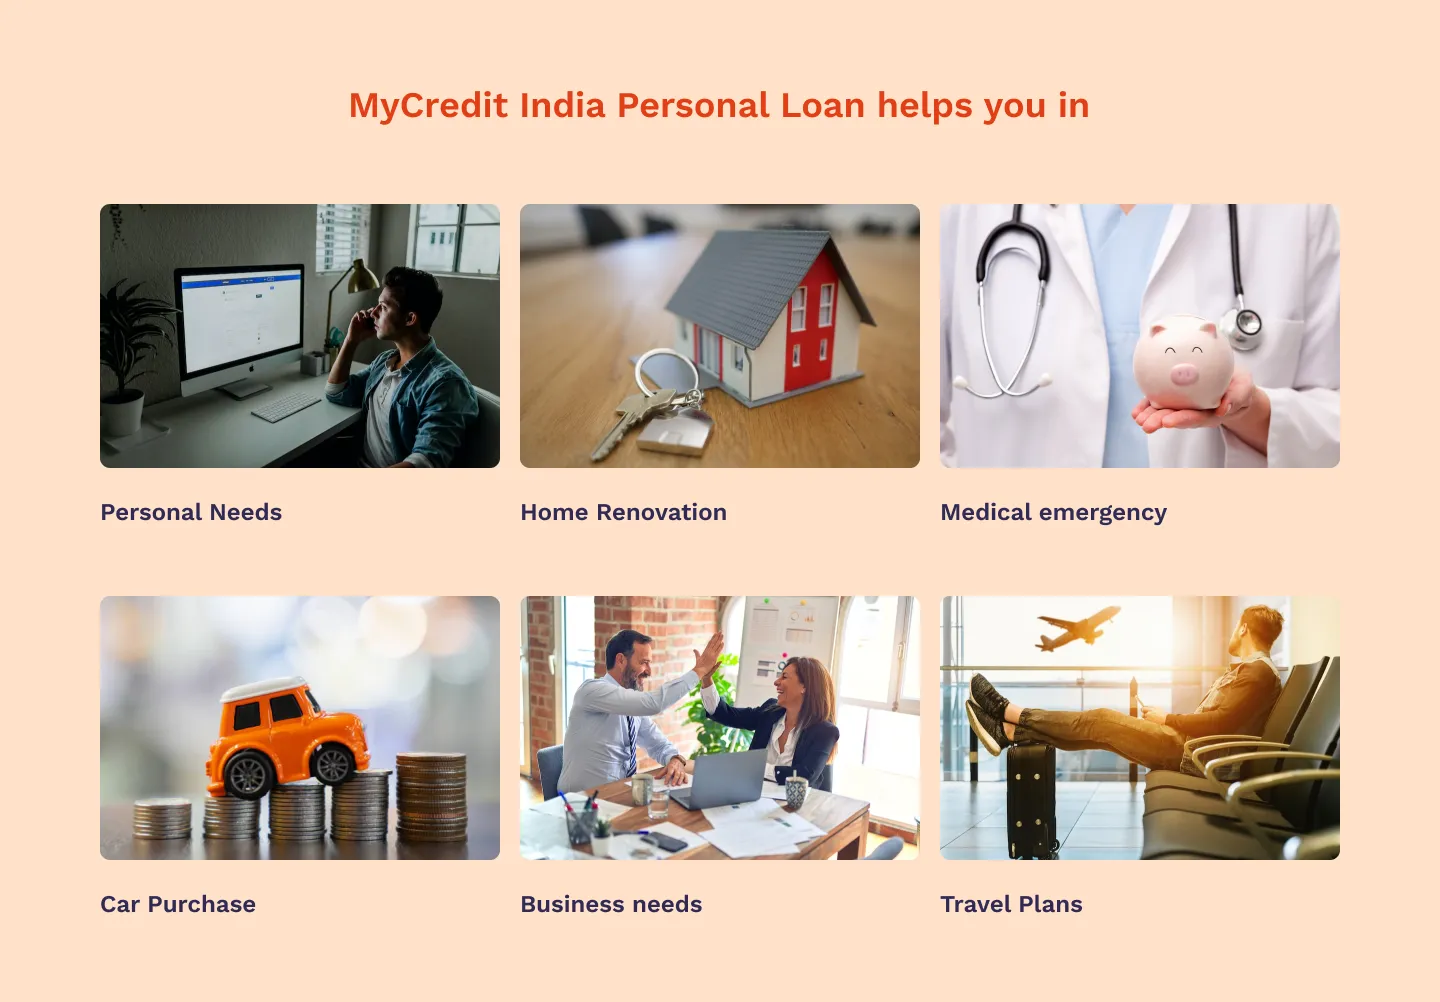 MyCredit India Personal Loan helps you in
Personal Needs
Home Renovation
Medical emergency
Car Purchase
Business needs
Travel Plans